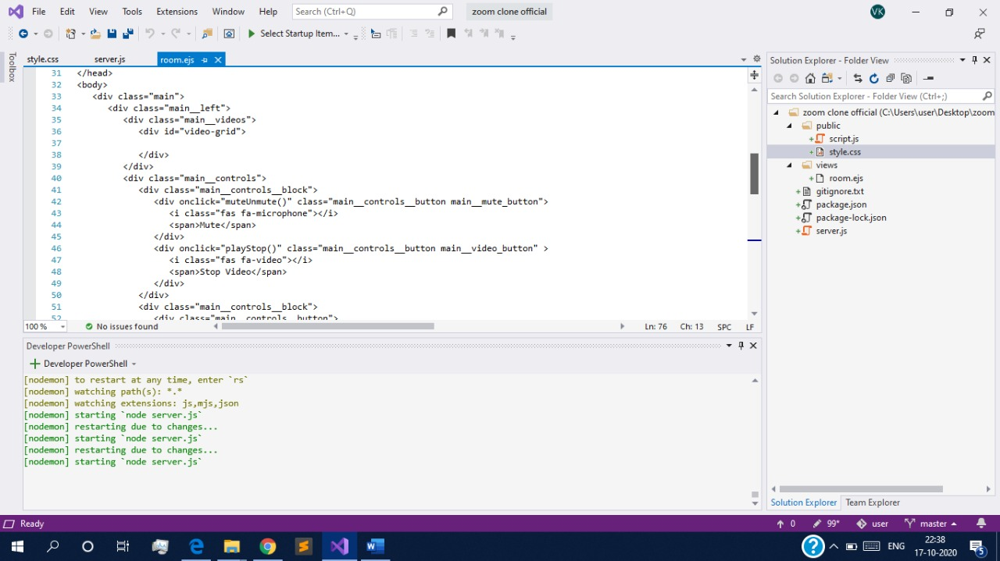 File Edit View Tools Extensions Window Help Search (Ctrl+Q) zoom clone official VK
Select Startup Item...
Toolbox
style.css server.js room.ejs
31 </head>
32 <body>
33 <div class="main">
34 <div class="main__left">
35 <div class="main__videos">
36 <div id="video-grid">
37
38 </div>
39 </div>
40 <div class="main__controls">
41 <div class="main__controls__block">
42 <div onclick="muteUnmute()" class="main__controls__button main__mute_button">
43 <i class="fas fa-microphone"></i>
44 <span>Mute</span>
45 </div>
46 <div onclick="playStop()" class="main__controls__button main__video_button" >
47 <i class="fas fa-video"></i>
48 <span>Stop Video</span>
49 </div>
50 </div>
51 <div class="main__controls__block">
52 <div class="main__controls__button">
100 % No issues found Ln: 76 Ch: 13 SPC LF
Developer PowerShell
Developer PowerShell
[nodemon] to restart at any time, enter `rs`
[nodemon] watching path(s): *.*
[nodemon] watching extensions: js,mjs,json
[nodemon] starting `node server.js`
[nodemon] restarting due to changes...
[nodemon] starting `node server.js`
[nodemon] restarting due to changes...
[nodemon] starting `node server.js`
Solution Explorer - Folder View
Search Solution Explorer - Folder View (Ctrl+;)
zoom clone official (C:\Users\user\Desktop\zoom
public
script.js
style.css
views
room.ejs
gitignore.txt
package.json
package-lock.json
server.js
Solution Explorer Team Explorer
Ready 0 99* user master
ENG 22:38
17-10-2020 5